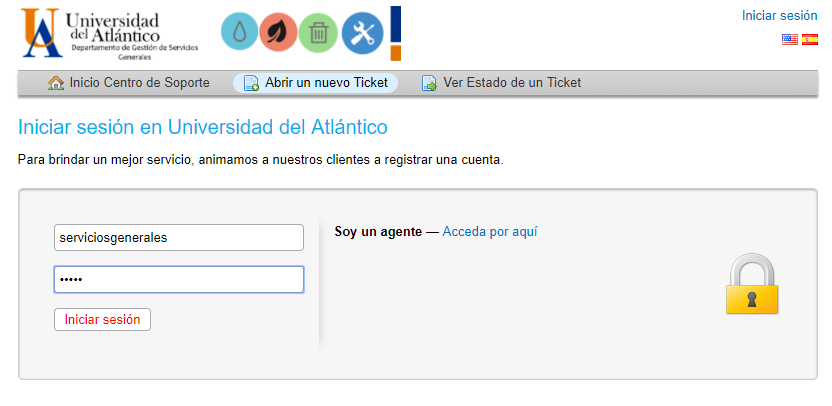 Universidad
del Atlántico
Departamento de Gestión de Servicios
Generales
Iniciar sesión
Inicio Centro de Soporte
Abrir un nuevo Ticket
Ver Estado de un Ticket
Iniciar sesión en Universidad del Atlántico
Para brindar un mejor servicio, animamos a nuestros clientes a registrar una cuenta.
serviciosgenerales
•••••
Iniciar sesión
Soy un agente — Acceda por aquí